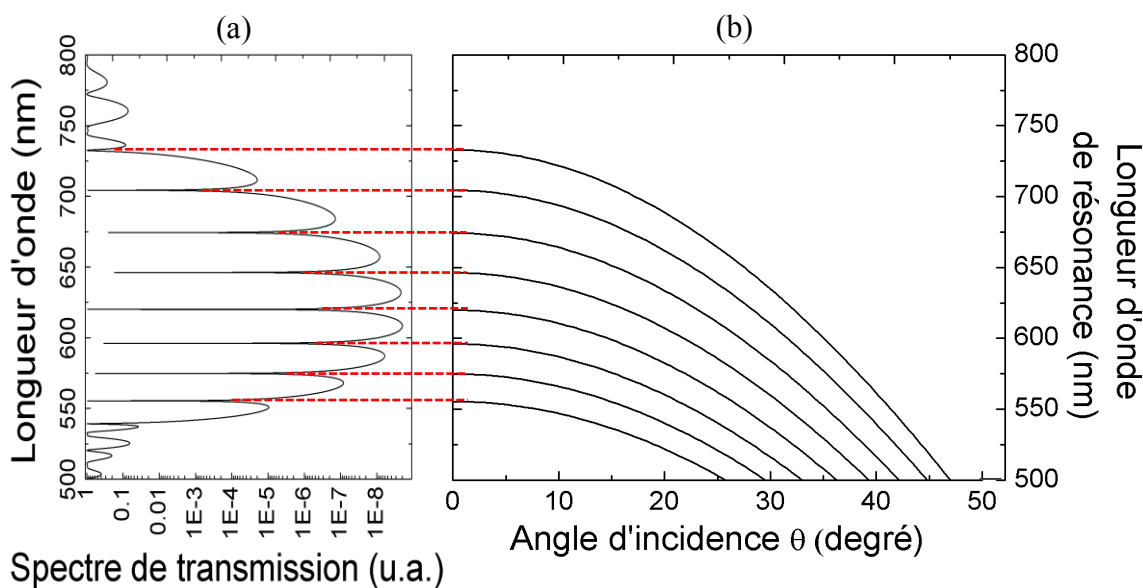 (a)
(b)
Longueur d'onde (nm)
800
750
700
650
600
550
500
1
0.1
0.01
1E-3
1E-4
1E-5
1E-6
1E-7
1E-8
Spectre de transmission (u.a.)
0
10
20
30
40
50
Angle d'incidence θ (degré)
800
750
700
650
600
550
500
Longueur d'onde
de résonance (nm)